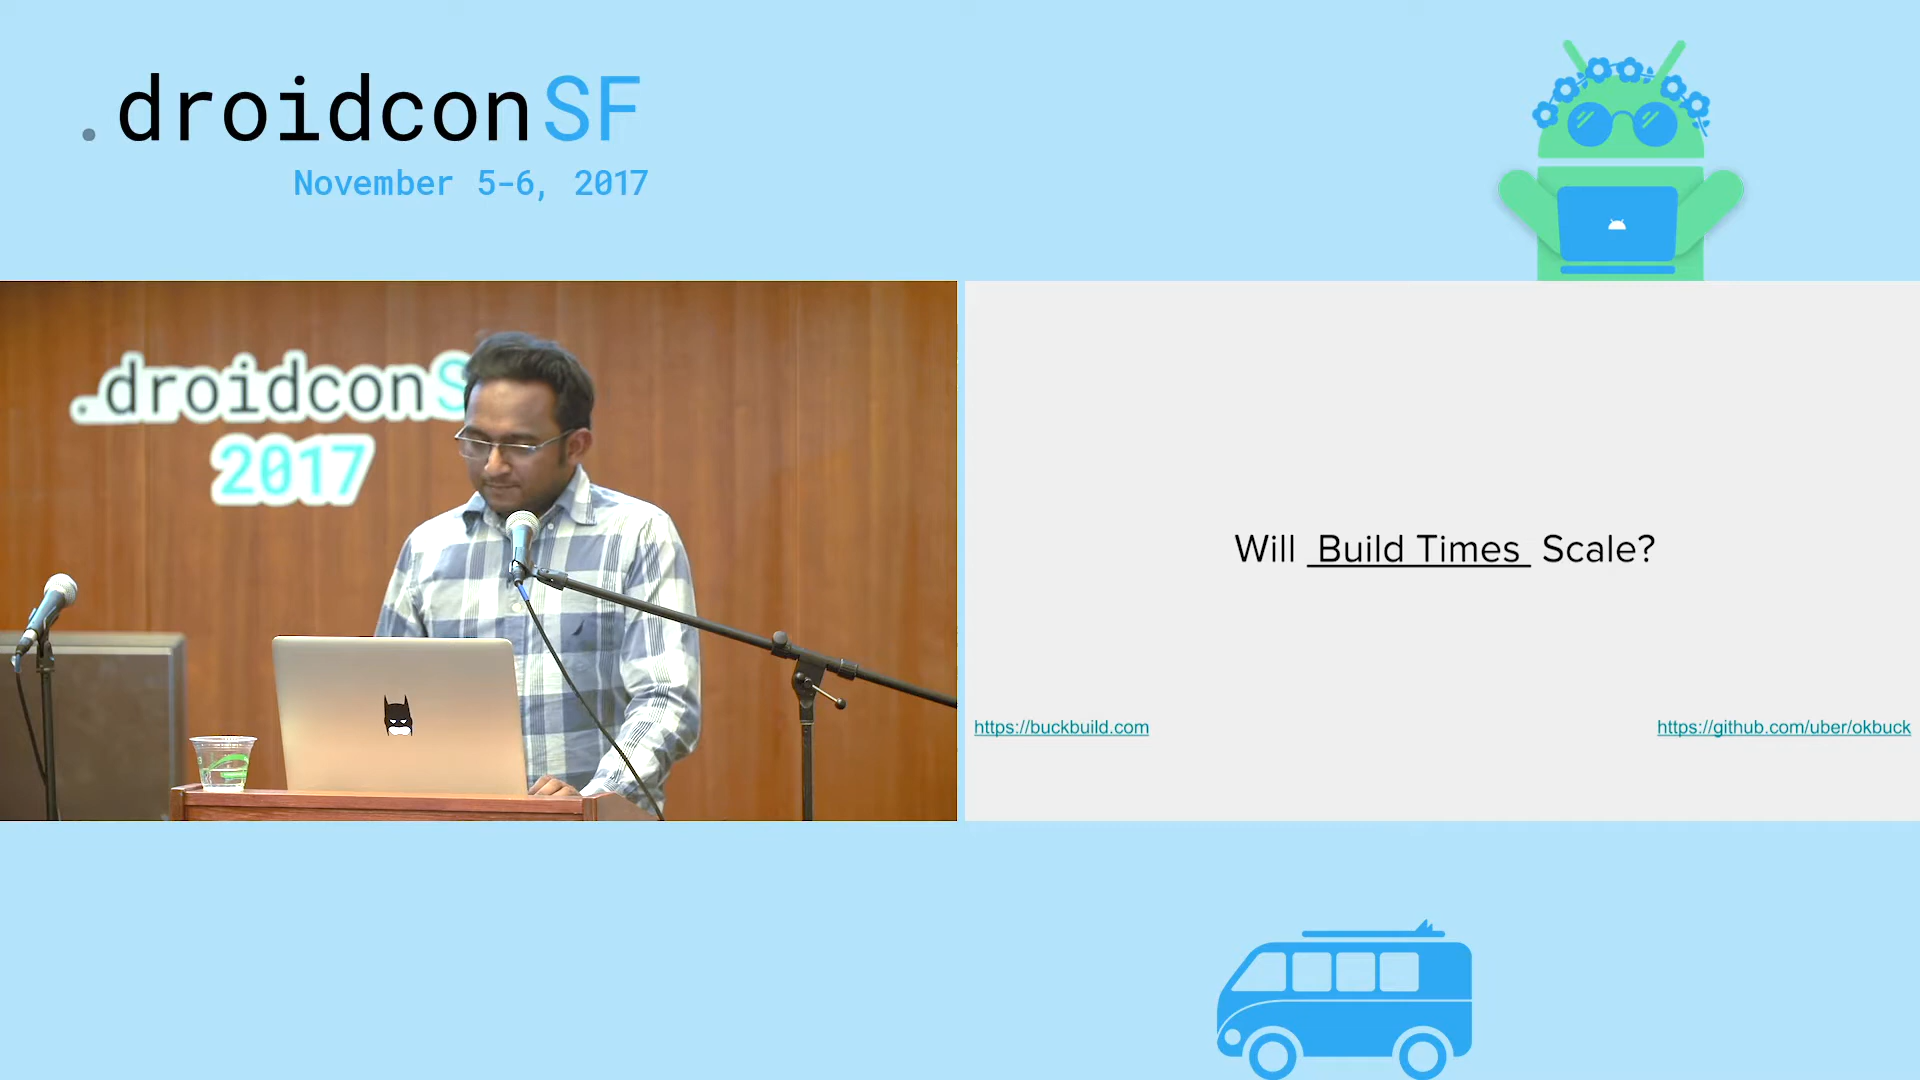 .droidconSF
November 5-6, 2017
.droidconS
2017
Will Build Times Scale?
https://buckbuild.com
https://github.com/uber/okbuck